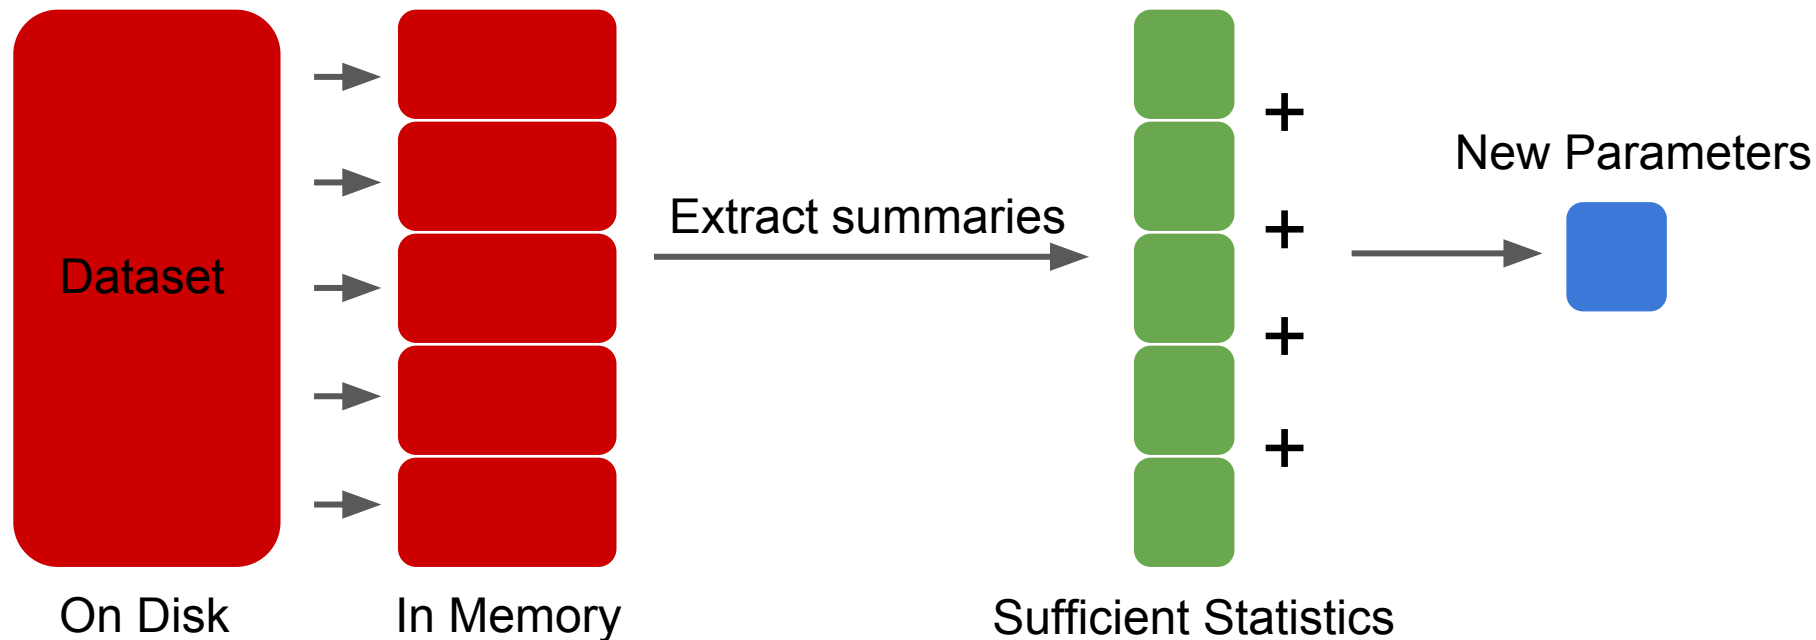 Dataset
On Disk
In Memory
Extract summaries
+
+
+
+
Sufficient Statistics
New Parameters